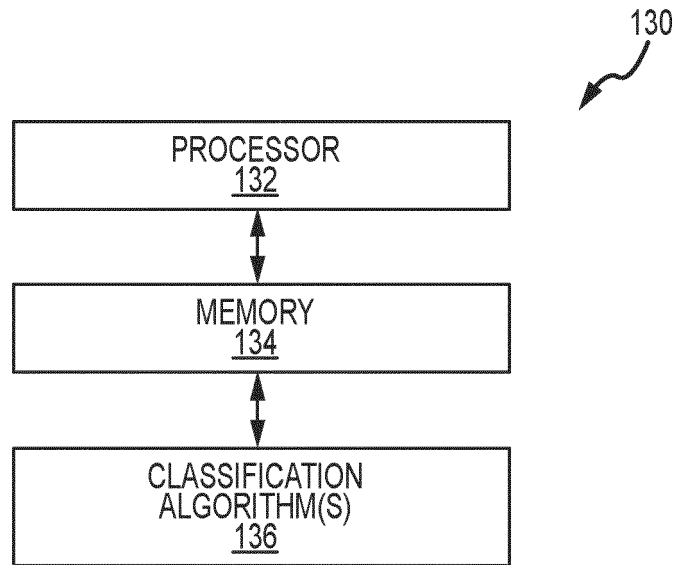 130
PROCESSOR
132
MEMORY
134
CLASSIFICATION
ALGORITHM(S)
136